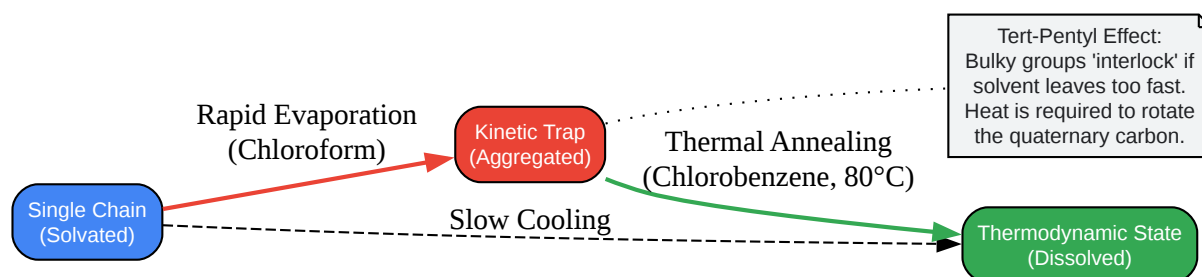 Tert-Pentyl Effect:
Bulky groups 'interlock' if
solvent leaves too fast.
Heat is required to rotate
the quaternary carbon.
Rapid Evaporation
(Chloroform)
Kinetic Trap
(Aggregated)
Thermal Annealing
(Chlorobenzene, 80°C)
Single Chain
(Solvated)
Slow Cooling
Thermodynamic State
(Dissolved)